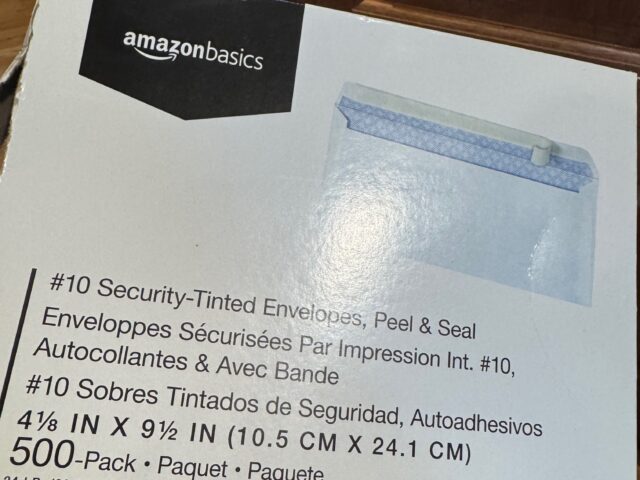 amazonbasics
#10 Security-Tinted Envelopes, Peel & Seal
Enveloppes Sécurisées Par Impression Int. #10,
Autocollantes & Avec Bande
#10 Sobres Tintados de Seguridad, Autoadhesivos
4⅛ IN X 9½ IN (10.5 CM X 24.1 CM)
500-Pack • Paquet • Paquete